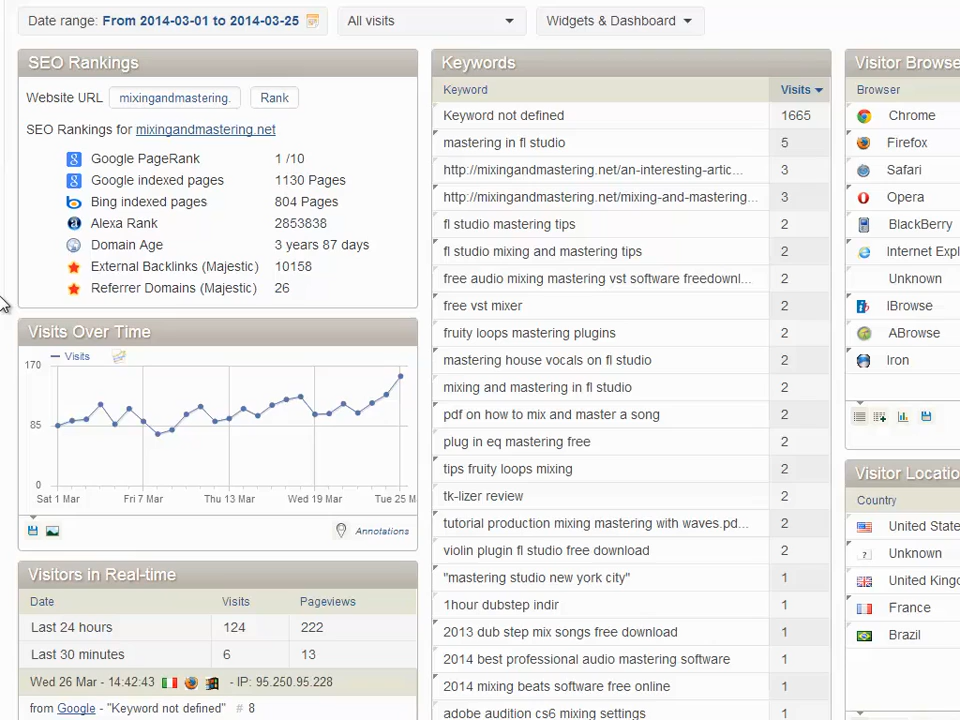 Date range: From 2014-03-01 to 2014-03-25
All visits
Widgets & Dashboard
SEO Rankings
Website URL mixingandmastering. Rank
SEO Rankings for mixingandmastering.net
Google PageRank 1 /10
Google indexed pages 1130 Pages
Bing indexed pages 804 Pages
Alexa Rank 2853838
Domain Age 3 years 87 days
External Backlinks (Majestic) 10158
Referrer Domains (Majestic) 26
Visits Over Time
Visits
170
85
0
Sat 1 Mar Fri 7 Mar Thu 13 Mar Wed 19 Mar Tue 25 M
Annotations
Visitors in Real-time
Date Visits Pageviews
Last 24 hours 124 222
Last 30 minutes 6 13
Wed 26 Mar - 14:42:43 - IP: 95.250.95.228
from Google - "Keyword not defined" # 8
Keywords
Keyword Visits
Keyword not defined 1665
mastering in fl studio 5
http://mixingandmastering.net/an-interesting-artic... 3
http://mixingandmastering.net/mixing-and-mastering... 3
fl studio mastering tips 2
fl studio mixing and mastering tips 2
free audio mixing mastering vst software freedownl... 2
free vst mixer 2
fruity loops mastering plugins 2
mastering house vocals on fl studio 2
mixing and mastering in fl studio 2
pdf on how to mix and master a song 2
plug in eq mastering free 2
tips fruity loops mixing 2
tk-lizer review 2
tutorial production mixing mastering with waves.pd... 2
violin plugin fl studio free download 2
"mastering studio new york city" 1
1hour dubstep indir 1
2013 dub step mix songs free download 1
2014 best professional audio mastering software 1
2014 mixing beats software free online 1
adobe audition cs6 mixing settings 1
Visitor Browse
Browser
Chrome
Firefox
Safari
Opera
BlackBerry
Internet Expl
Unknown
IBrowse
ABrowse
Iron
Visitor Locatio
Country
United State
Unknown
United Kingd
France
Brazil